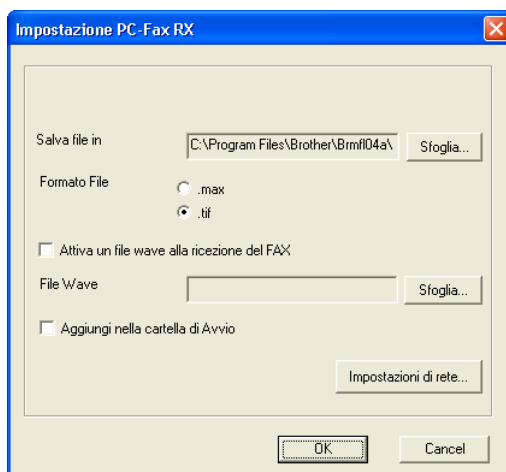 Impostazione PC-Fax RX
Salva file in C:\Program Files\Brother\Brmfl04a\ Sfoglia...
Formato File .max
.tif
Attiva un file wave alla ricezione del FAX
File Wave Sfoglia...
Aggiungi nella cartella di Avvio
Impostazioni di rete...
OK Cancel